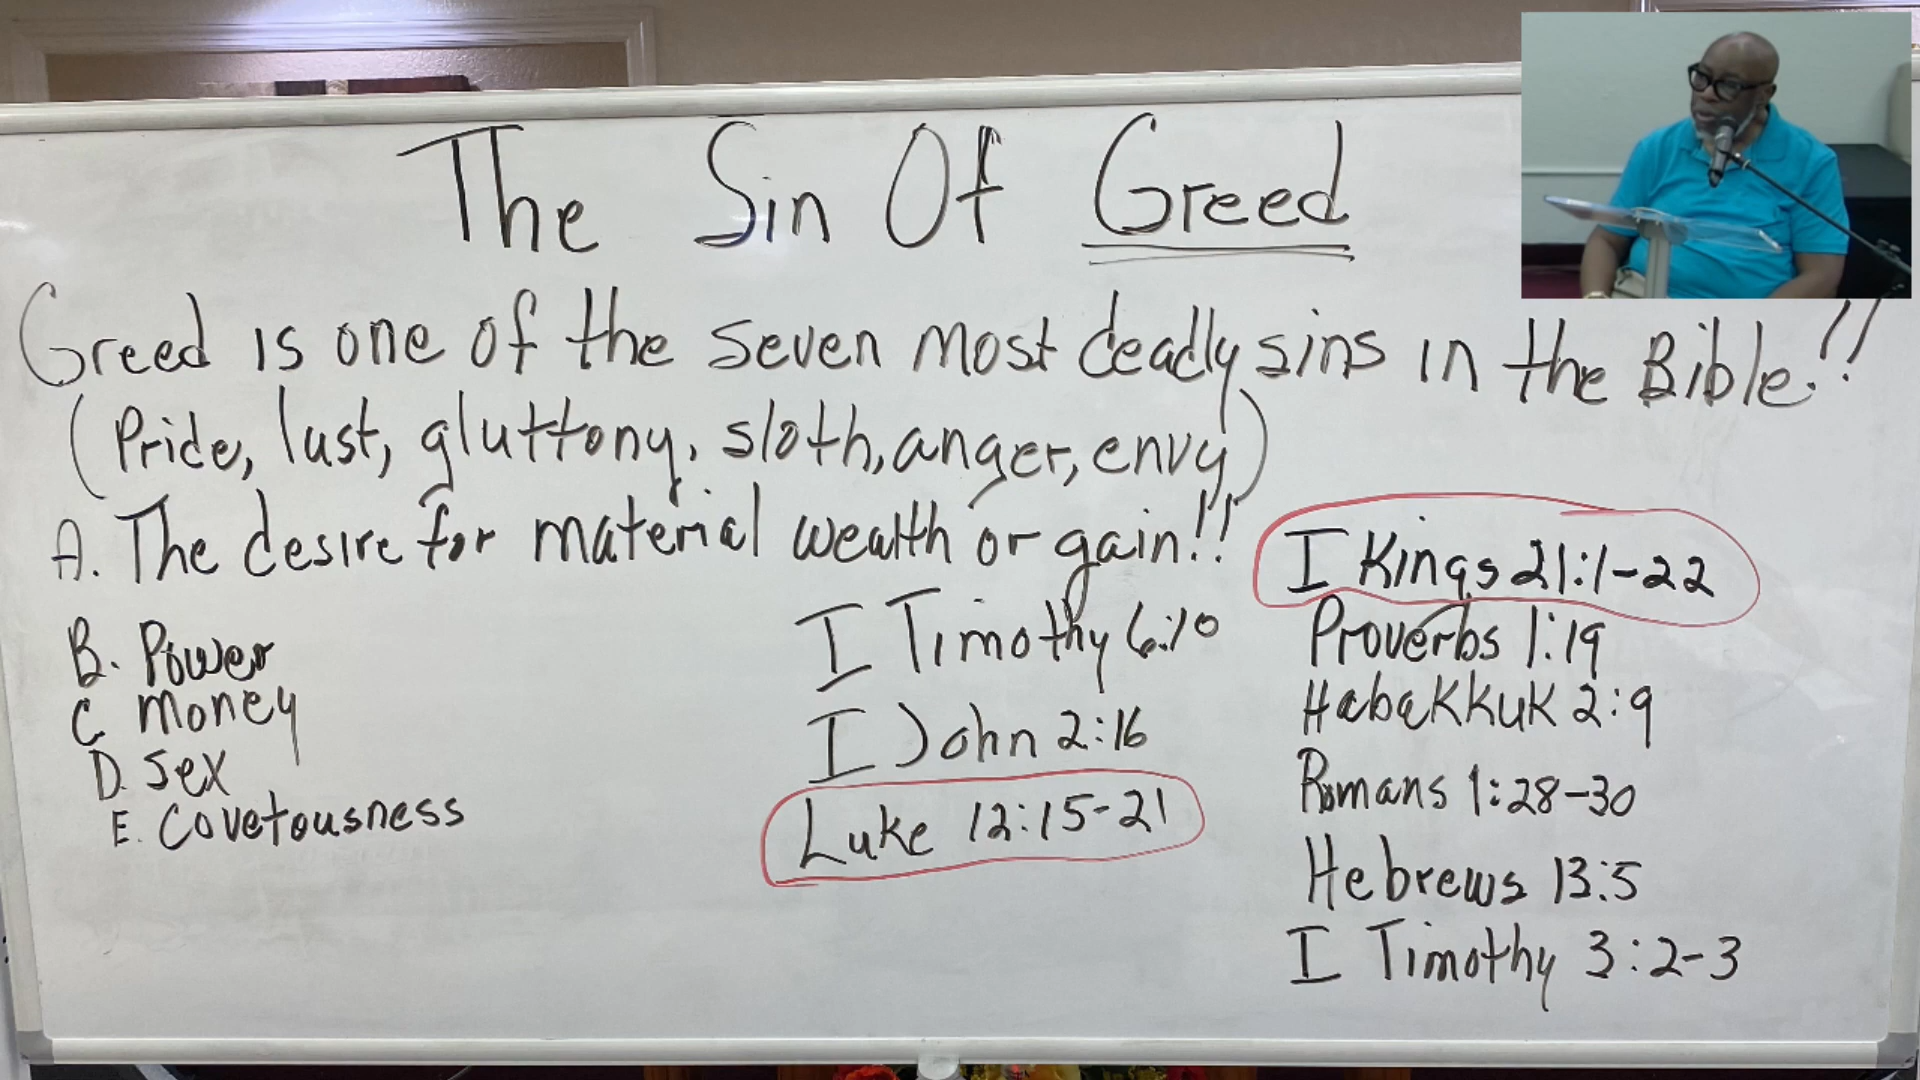 The Sin Of Greed
Greed is one of the seven most deadly sins in the Bible!!
(Pride, lust, gluttony, sloth, anger, envy)
A. The desire for material wealth or gain!!
B. Power
C. Money
D. Sex
E. Covetousness
I Timothy 6:10
I John 2:16
Luke 12:15-21
I Kings 21:1-22
Proverbs 1:19
Habakkuk 2:9
Romans 1:28-30
Hebrews 13:5
I Timothy 3:2-3